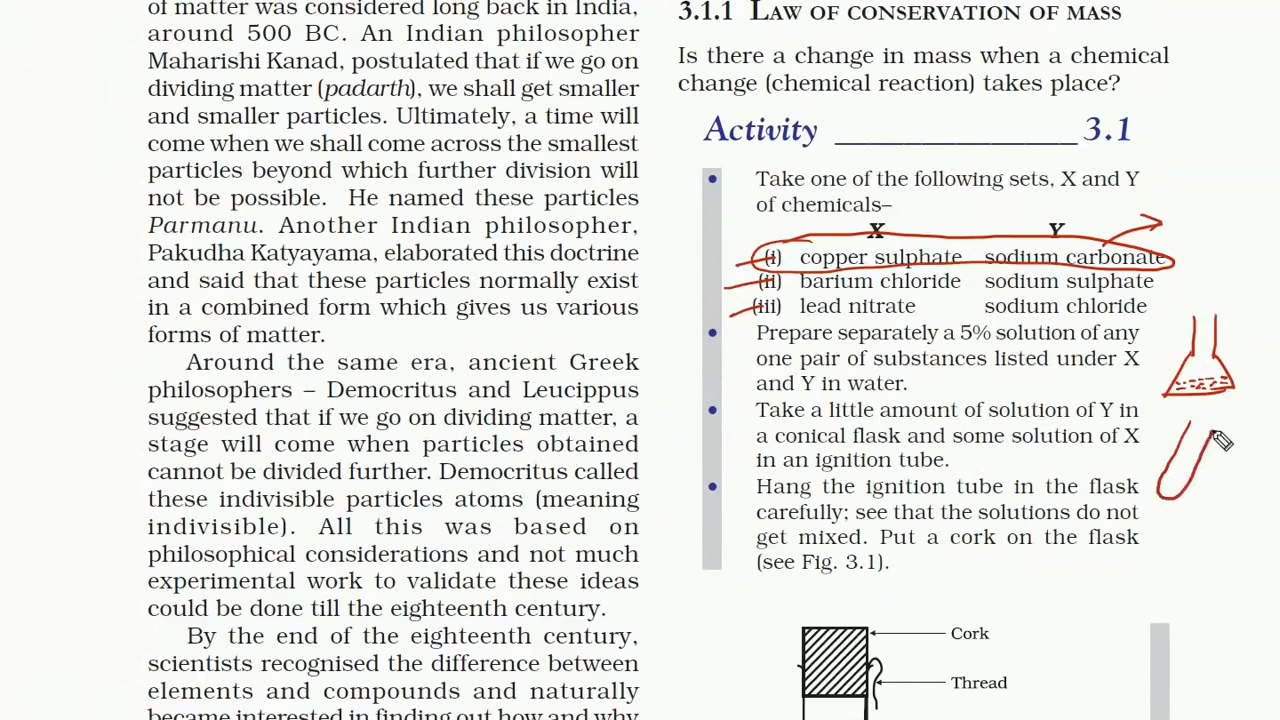 of matter was considered long back in India,
around 500 BC. An Indian philosopher
Maharishi Kanad, postulated that if we go on
dividing matter (padarth), we shall get smaller
and smaller particles. Ultimately, a time will
come when we shall come across the smallest
particles beyond which further division will
not be possible. He named these particles
Parmanu. Another Indian philosopher,
Pakudha Katyayama, elaborated this doctrine
and said that these particles normally exist
in a combined form which gives us various
forms of matter.
Around the same era, ancient Greek
philosophers – Democritus and Leucippus
suggested that if we go on dividing matter, a
stage will come when particles obtained
cannot be divided further. Democritus called
these indivisible particles atoms (meaning
indivisible). All this was based on
philosophical considerations and not much
experimental work to validate these ideas
could be done till the eighteenth century.
By the end of the eighteenth century,
scientists recognised the difference between
elements and compounds and naturally
became interested in finding out how and why
3.1.1 LAW OF CONSERVATION OF MASS
Is there a change in mass when a chemical
change (chemical reaction) takes place?
Activity ________________ 3.1
• Take one of the following sets, X and Y
of chemicals–
X Y
(i) copper sulphate sodium carbonate
(ii) barium chloride sodium sulphate
(iii) lead nitrate sodium chloride
• Prepare separately a 5% solution of any
one pair of substances listed under X
and Y in water.
• Take a little amount of solution of Y in
a conical flask and some solution of X
in an ignition tube.
• Hang the ignition tube in the flask
carefully; see that the solutions do not
get mixed. Put a cork on the flask
(see Fig. 3.1).
Cork
Thread